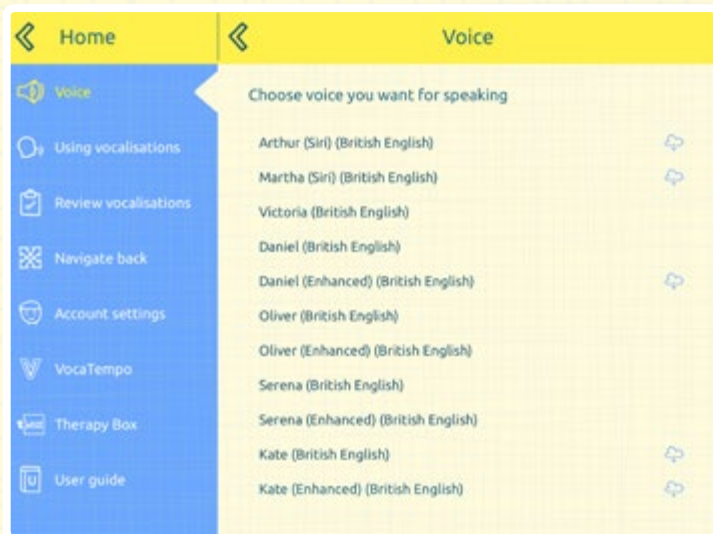 Home
Voice
Voice
Using vocalisations
Review vocalisations
Navigate back
Account settings
VocaTempo
Therapy Box
User guide
Choose voice you want for speaking
Arthur (Siri) (British English)
Martha (Siri) (British English)
Victoria (British English)
Daniel (British English)
Daniel (Enhanced) (British English)
Oliver (British English)
Oliver (Enhanced) (British English)
Serena (British English)
Serena (Enhanced) (British English)
Kate (British English)
Kate (Enhanced) (British English)